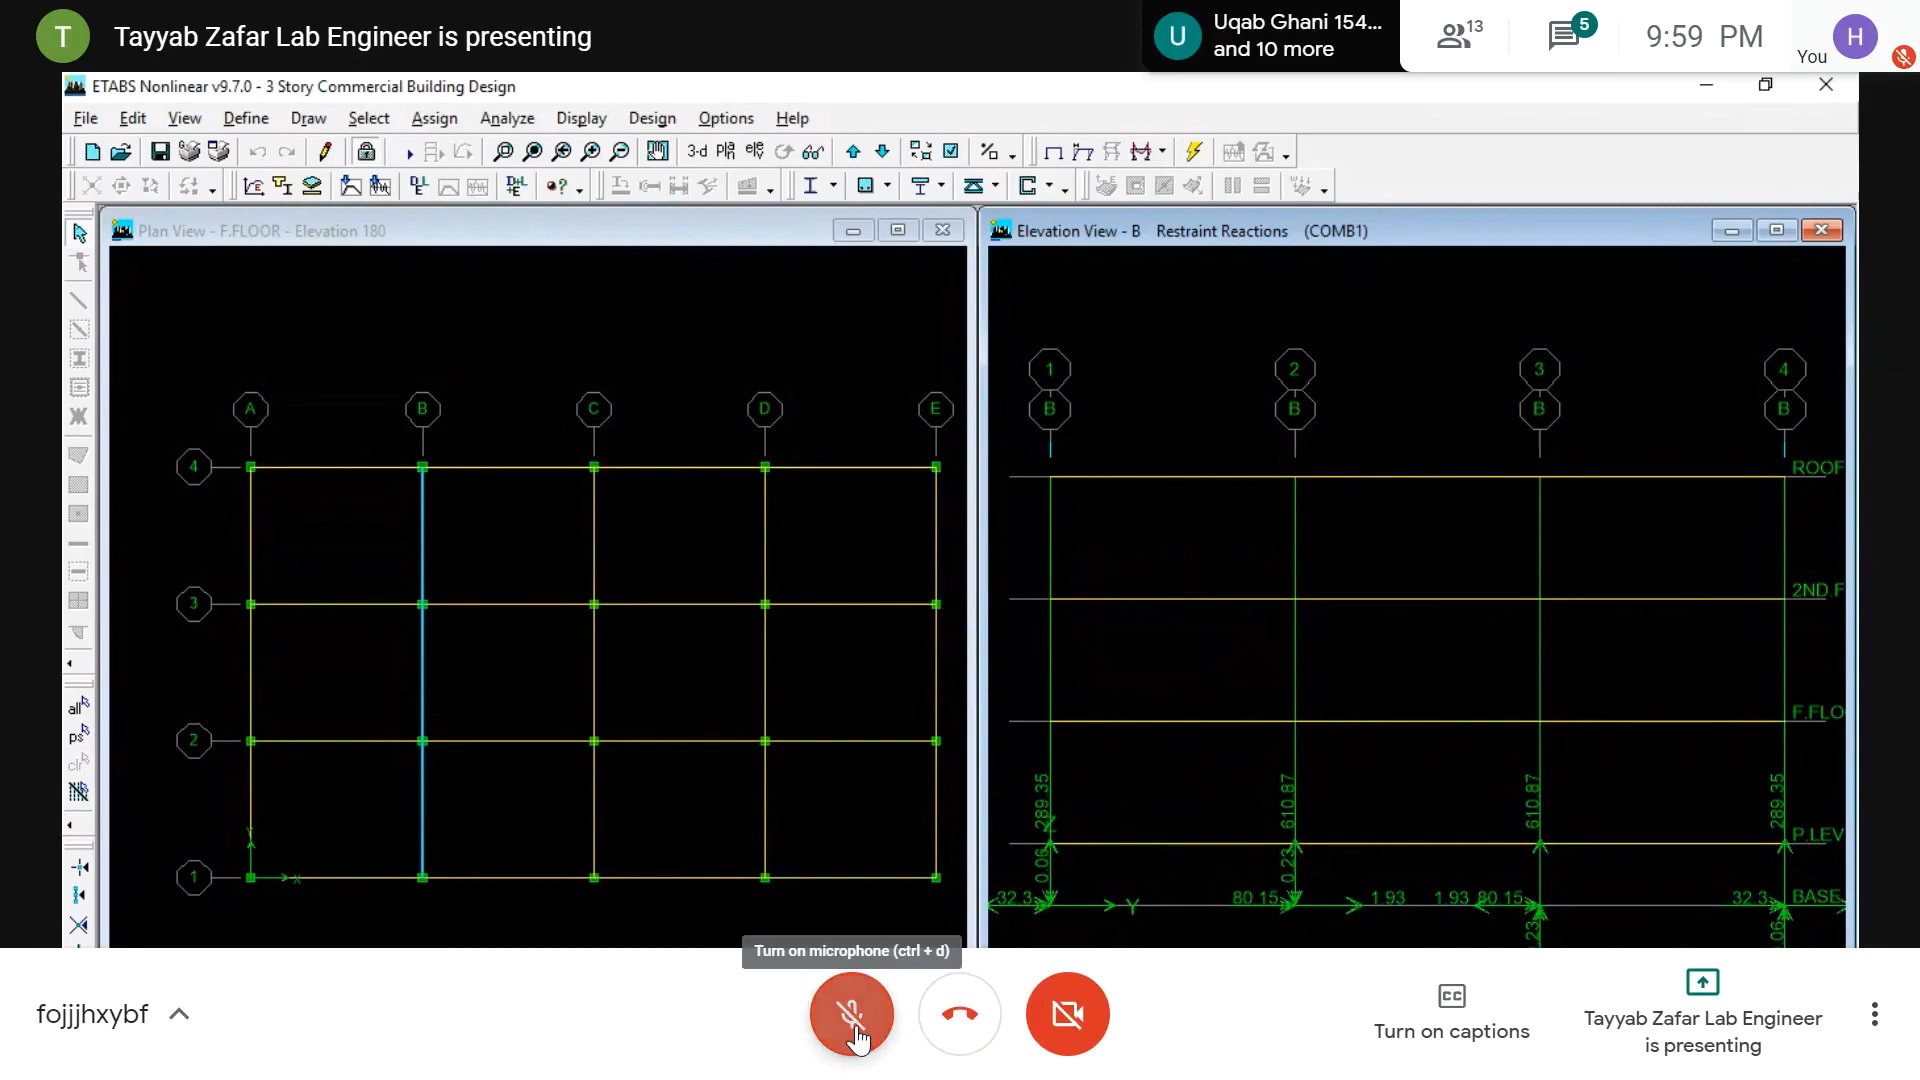 T
Tayyab Zafar Lab Engineer is presenting
U
Uqab Ghani 154...
and 10 more
13
5
9:59 PM
You
H
ETABS Nonlinear v9.7.0 - 3 Story Commercial Building Design
File Edit View Define Draw Select Assign Analyze Display Design Options Help
3-d
Plan View - F.FLOOR - Elevation 180
Elevation View - B Restraint Reactions (COMB1)
1 2 3 4
A B C D E
B B B B
4
ROOF
3
2ND.F
2
F.FLO
289.35 610.87 610.87 289.35
P.LEV
0.06 0.23
1
X
Y
32.3 Y 80.15 1.93 1.93 80.15 32.3 BASE
all
ps
clr
Turn on microphone (ctrl + d)
fojjjhxybf
CC
Turn on captions
Tayyab Zafar Lab Engineer
is presenting